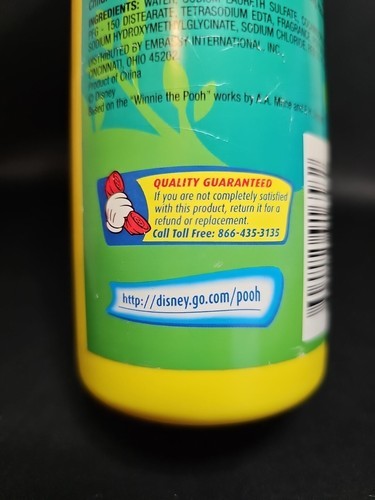 INGREDIENTS: WATER, SODIUM LAURETH SULFATE,
PEG - 150 DISTEARATE, TETRASODIUM EDTA, FRAGRANCE
SODIUM HYDROXYMETHYLGLYCINATE, SODIUM CHLORIDE,
DISTRIBUTED BY EMBASSY INTERNATIONAL, INC.
CINCINNATI, OHIO 45202
Product of China
© Disney
Based on the "Winnie the Pooh" works by A.A. Milne and
QUALITY GUARANTEED
If you are not completely satisfied
with this product, return it for a
refund or replacement.
Call Toll Free: 866-435-3135
http://disney.go.com/pooh